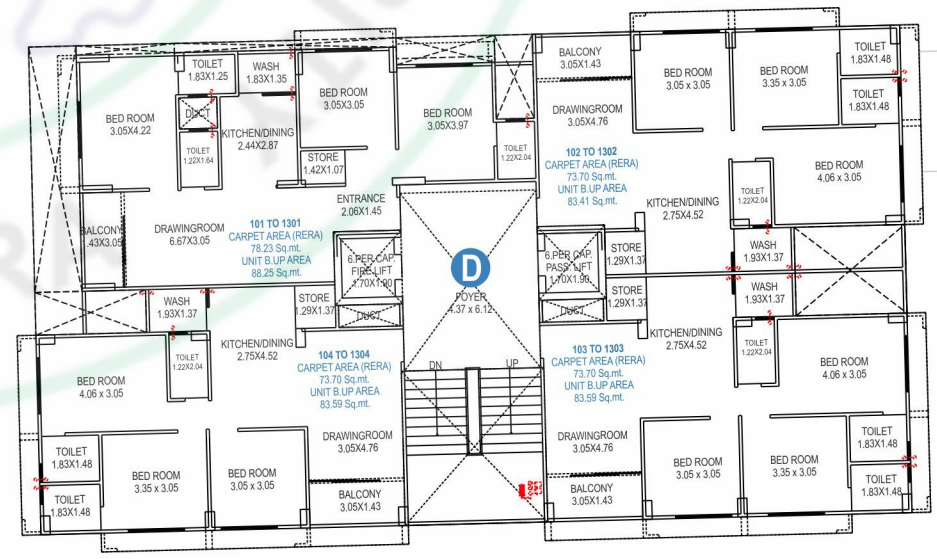 TOILET
1.83X1.25
WASH
1.83X1.35
BED ROOM
3.05X4.22
DUCT
TOILET
1.22X1.64
KITCHEN/DINING
2.44X2.87
BED ROOM
3.05X3.05
STORE
1.42X1.07
BED ROOM
3.05X3.97
TOILET
1.22X2.04
ENTRANCE
2.06X1.45
BALCONY
1.43X3.05
DRAWINGROOM
6.67X3.05
101 TO 1301
CARPET AREA (RERA)
78.23 Sq.mt.
UNIT B.UP AREA
88.25 Sq.mt.
6.PER CAP.
FIRE LIFT
1.70X1.90
DUCT
BALCONY
3.05X1.43
DRAWINGROOM
3.05X4.76
102 TO 1302
CARPET AREA (RERA)
73.70 Sq.mt.
UNIT B.UP AREA
83.41 Sq.mt.
BED ROOM
3.05 x 3.05
BED ROOM
3.35 x 3.05
TOILET
1.83X1.48
TOILET
1.83X1.48
BED ROOM
4.06 x 3.05
TOILET
1.22X2.04
KITCHEN/DINING
2.75X4.52
WASH
1.93X1.37
STORE
1.29X1.37
6.PER CAP.
PASS. LIFT
1.70X1.90
DUCT
D
FOYER
4.37 x 6.12
DN
UP
WASH
1.93X1.37
STORE
1.29X1.37
KITCHEN/DINING
2.75X4.52
TOILET
1.22X2.04
BED ROOM
4.06 x 3.05
104 TO 1304
CARPET AREA (RERA)
73.70 Sq.mt.
UNIT B.UP AREA
83.59 Sq.mt.
DRAWINGROOM
3.05X4.76
BALCONY
3.05X1.43
TOILET
1.83X1.48
TOILET
1.83X1.48
BED ROOM
3.35 x 3.05
BED ROOM
3.05 x 3.05
STORE
1.29X1.37
WASH
1.93X1.37
KITCHEN/DINING
2.75X4.52
TOILET
1.22X2.04
BED ROOM
4.06 x 3.05
103 TO 1303
CARPET AREA (RERA)
73.70 Sq.mt.
UNIT B.UP AREA
83.59 Sq.mt.
DRAWINGROOM
3.05X4.76
BALCONY
3.05X1.43
BED ROOM
3.05 x 3.05
BED ROOM
3.35 x 3.05
TOILET
1.83X1.48
TOILET
1.83X1.48